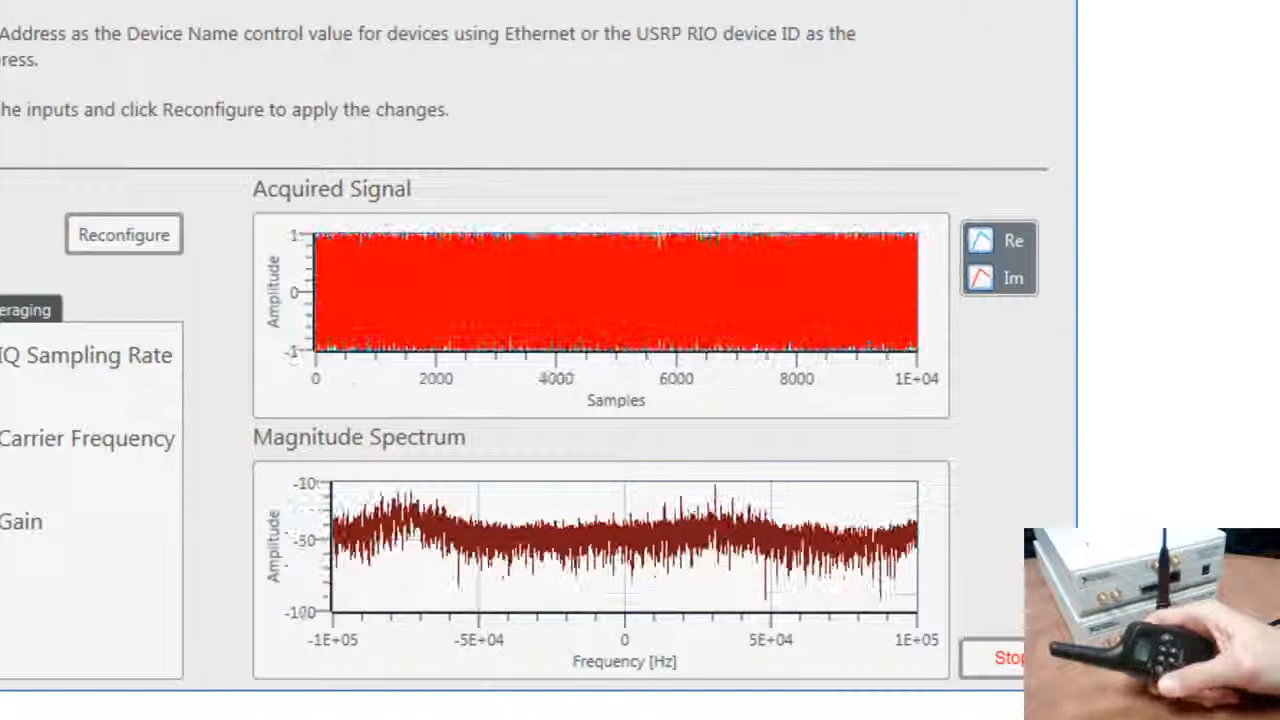 Address as the Device Name control value for devices using Ethernet or the USRP RIO device ID as the
ress.
he inputs and click Reconfigure to apply the changes.
Acquired Signal
Reconfigure
1
0
-1
Amplitude
0 2000 4000 6000 8000 1E+04
Samples
Re
Im
eraging
IQ Sampling Rate
Carrier Frequency
Gain
Magnitude Spectrum
-10
-50
-100
Amplitude
-1E+05 -5E+04 0 5E+04 1E+05
Frequency [Hz]
Stop